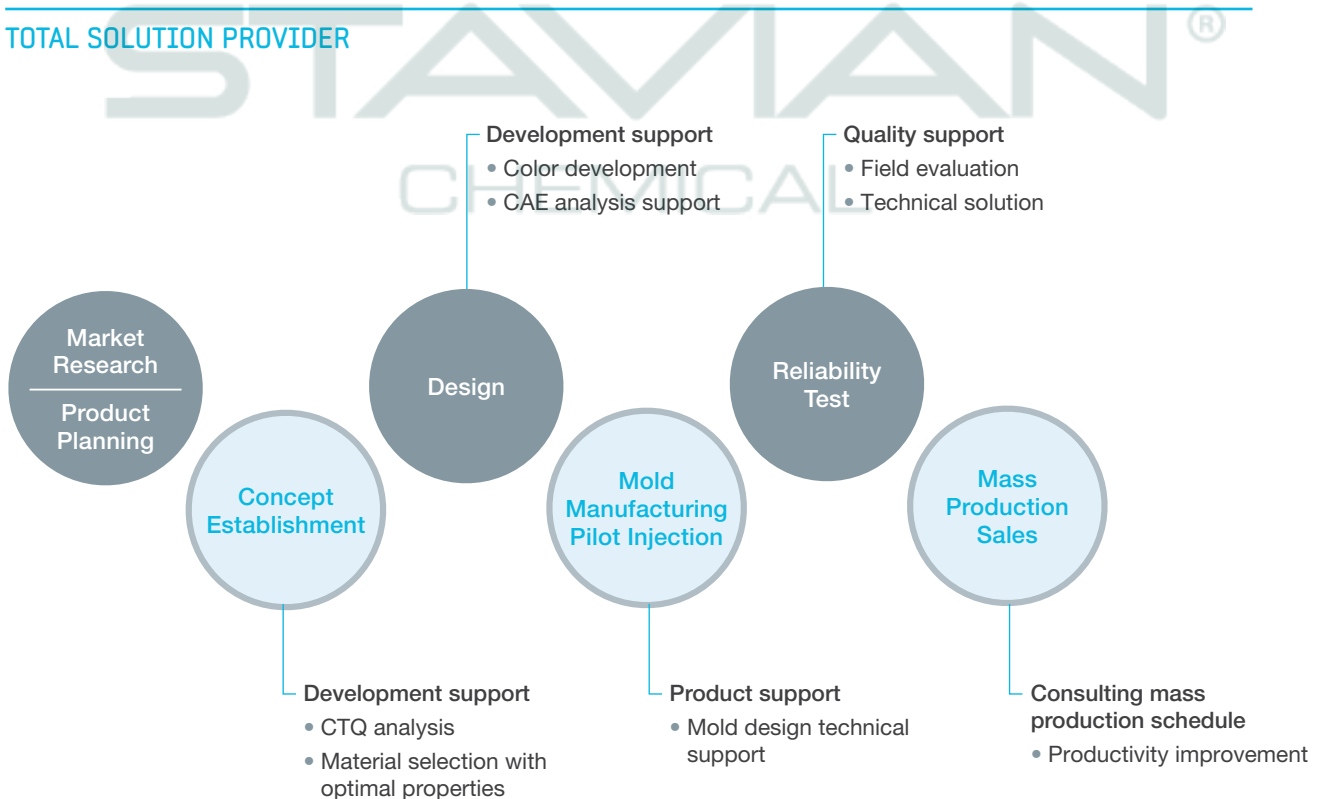 STAVIAN ®
CHEMICAL
TOTAL SOLUTION PROVIDER
Development support
• Color development
• CAE analysis support
Quality support
• Field evaluation
• Technical solution
Market
Research
Product
Planning
Concept
Establishment
Design
Mold
Manufacturing
Pilot Injection
Reliability
Test
Mass
Production
Sales
Development support
• CTQ analysis
• Material selection with
optimal properties
Product support
• Mold design technical
support
Consulting mass
production schedule
• Productivity improvement